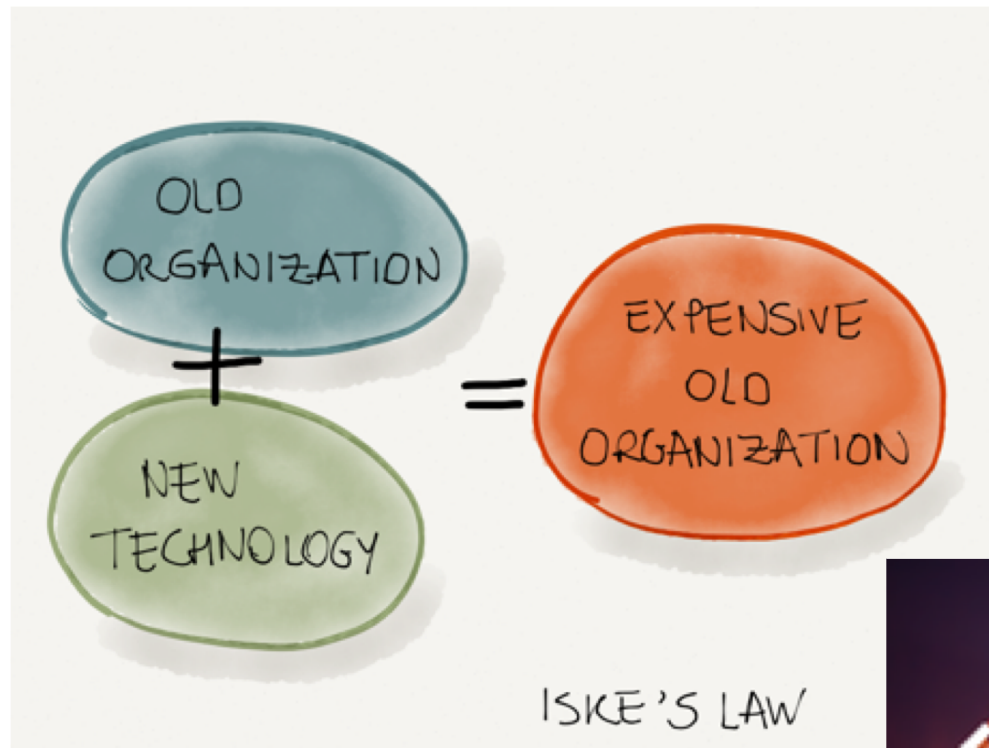 OLD
ORGANIZATION
+
NEW
TECHNOLOGY
=
EXPENSIVE
OLD
ORGANIZATION
ISKE'S LAW